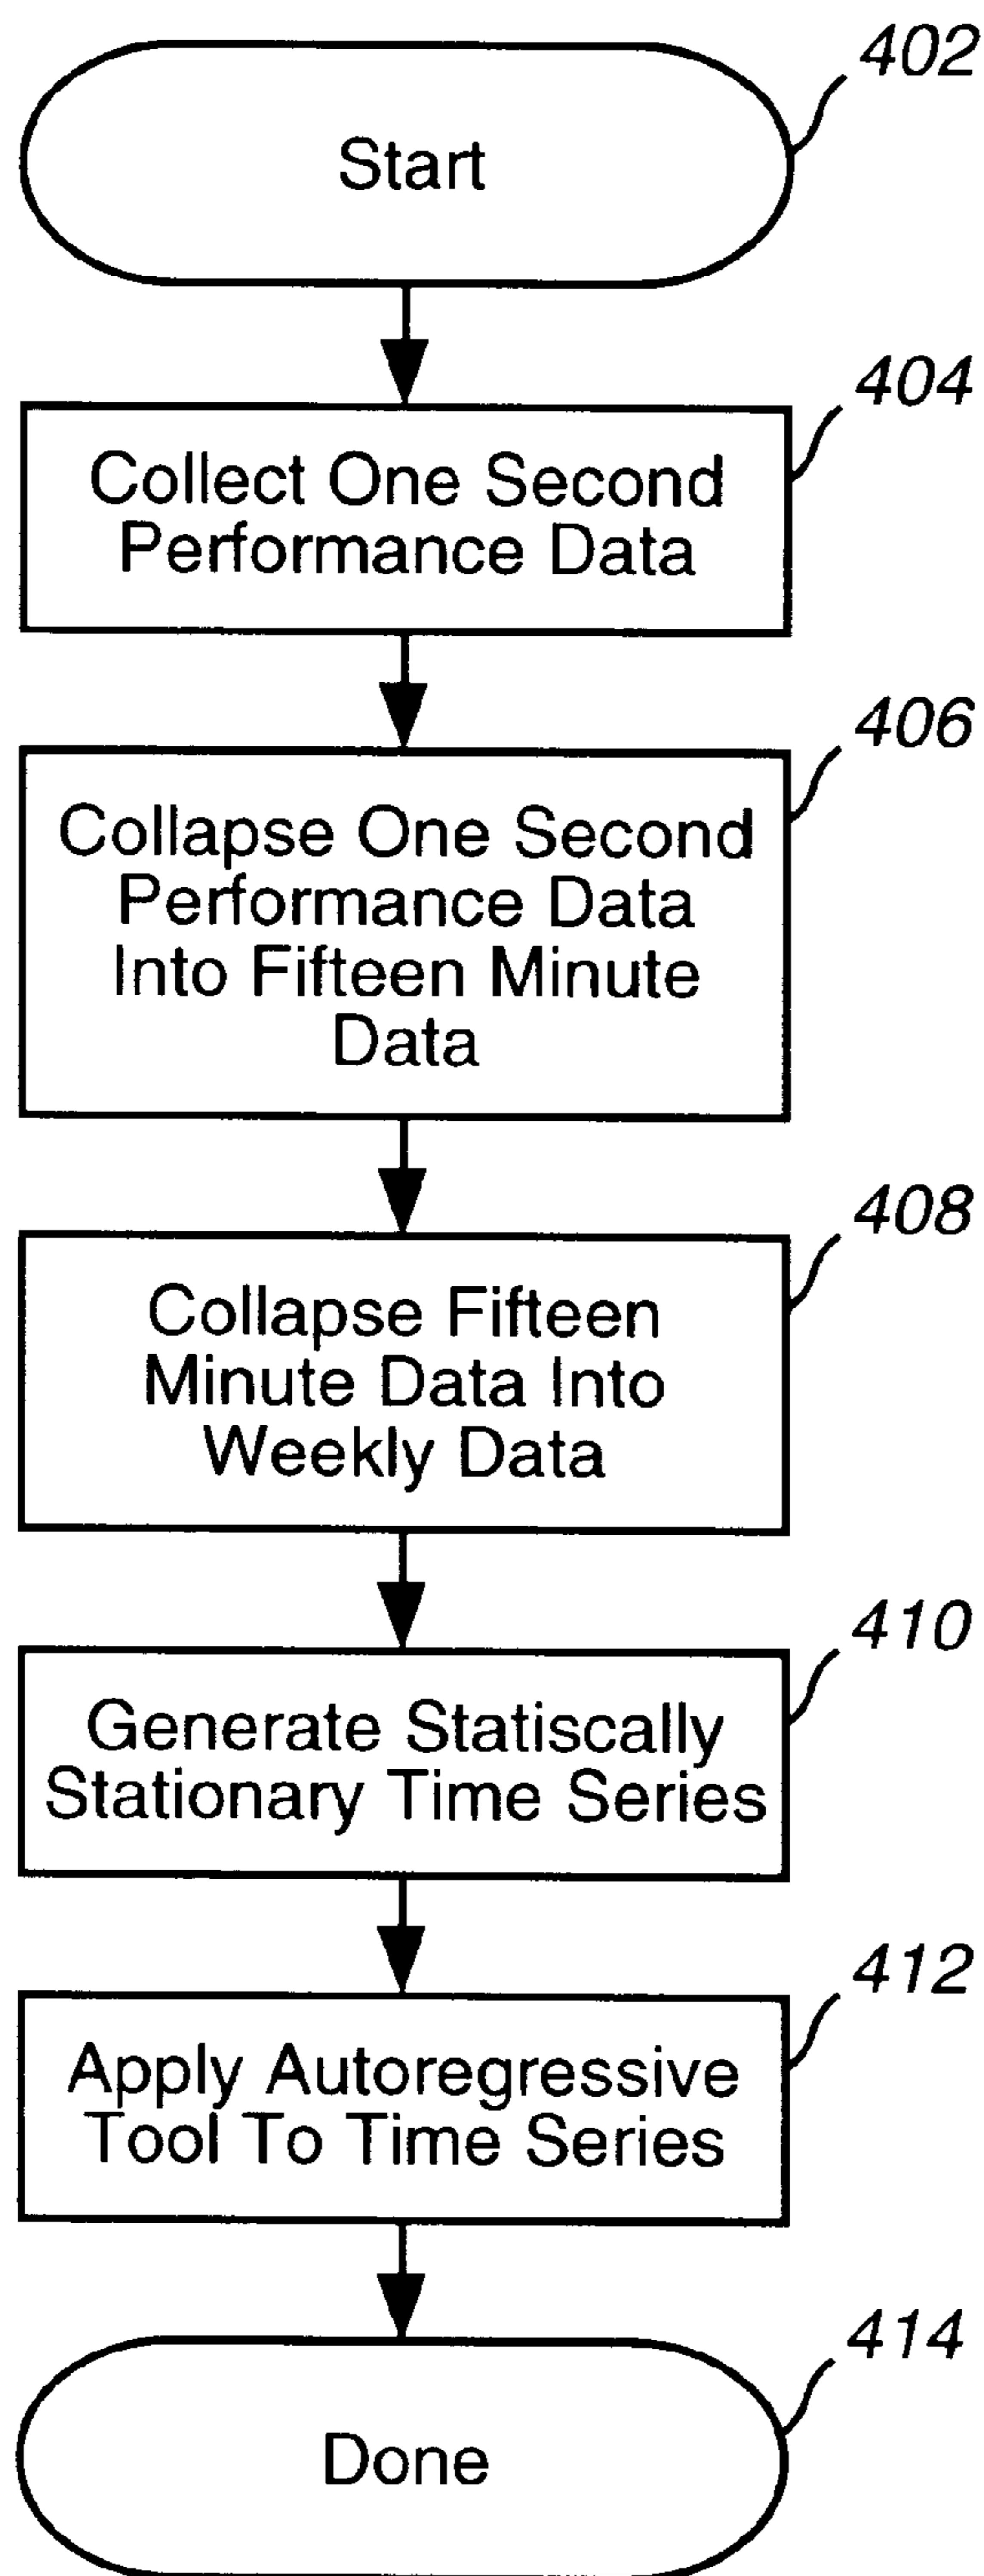 402
Start
404
Collect One Second
Performance Data
406
Collapse One Second
Performance Data
Into Fifteen Minute
Data
408
Collapse Fifteen
Minute Data Into
Weekly Data
410
Generate Statiscally
Stationary Time Series
412
Apply Autoregressive
Tool To Time Series
414
Done